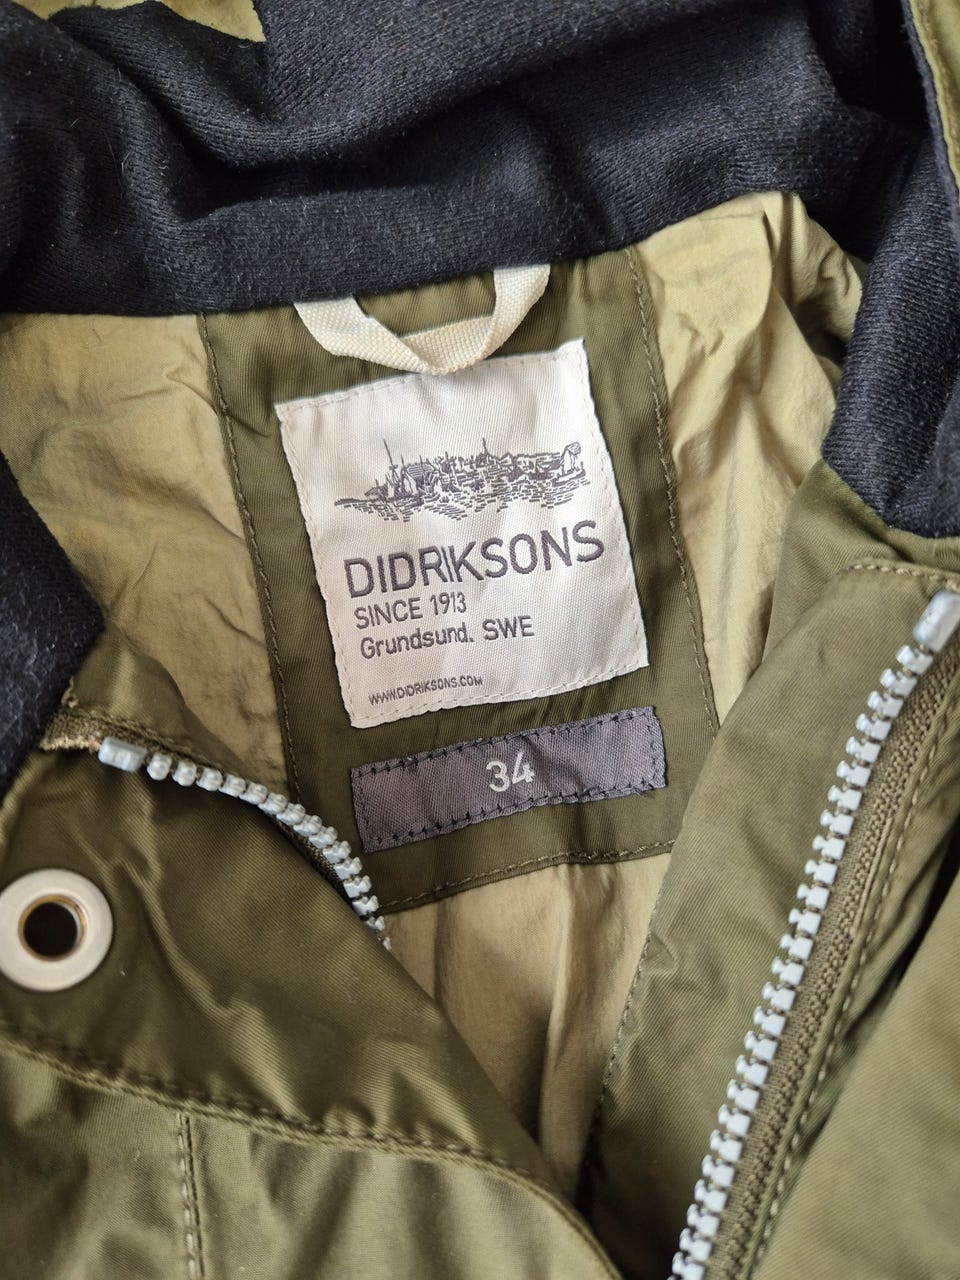 DIDRIKSONS
SINCE 1913
Grundsund. SWE
WWW.DIDRIKSONS.COM
34